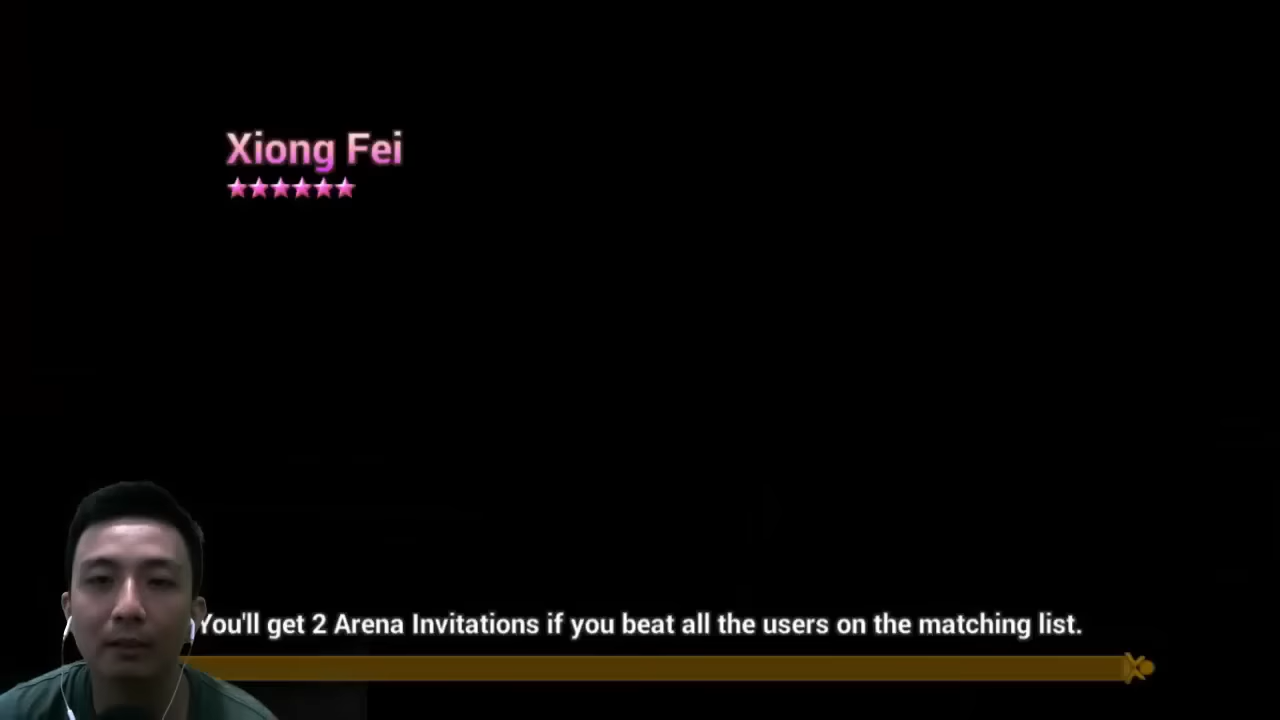 Xiong Fei
You'll get 2 Arena Invitations if you beat all the users on the matching list.